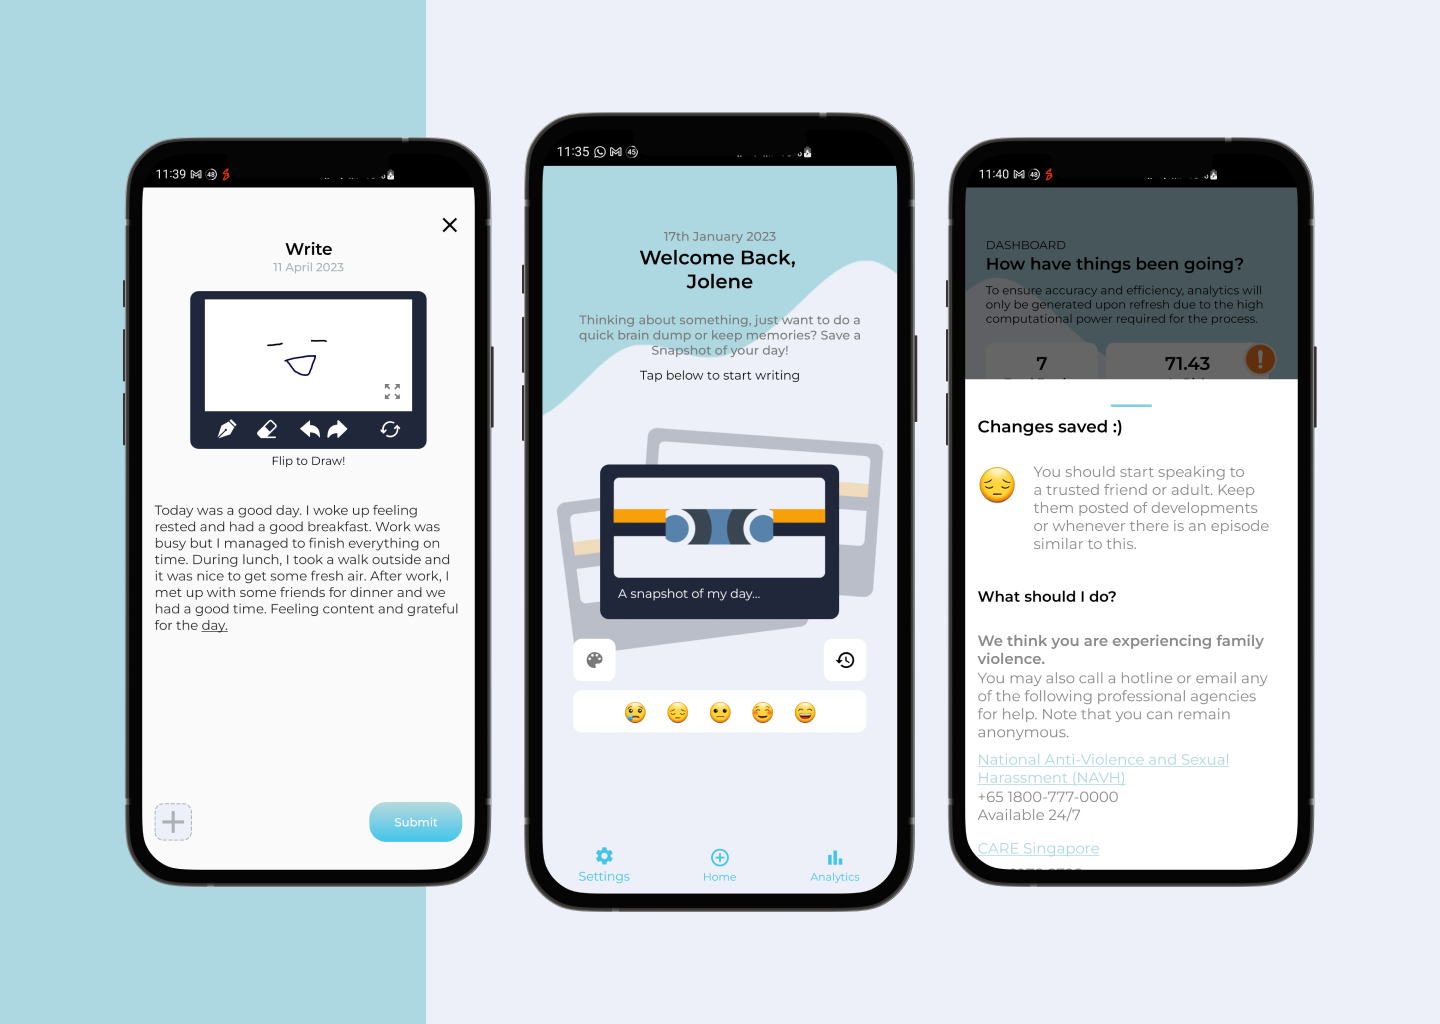 11:39
48
Write
11 April 2023
Flip to Draw!
Today was a good day. I woke up feeling
rested and had a good breakfast. Work was
busy but I managed to finish everything on
time. During lunch, I took a walk outside and
it was nice to get some fresh air. After work, I
met up with some friends for dinner and we
had a good time. Feeling content and grateful
for the day.
Submit
11:35
45
17th January 2023
Welcome Back,
Jolene
Thinking about something, just want to do a
quick brain dump or keep memories? Save a
Snapshot of your day!
Tap below to start writing
A snapshot of my day...
Settings
Home
Analytics
11:40
48
DASHBOARD
How have things been going?
To ensure accuracy and efficiency, analytics will
only be generated upon refresh due to the high
computational power required for the process.
7
71.43
Changes saved :)
You should start speaking to
a trusted friend or adult. Keep
them posted of developments
or whenever there is an episode
similar to this.
What should I do?
We think you are experiencing family
violence.
You may also call a hotline or email any
of the following professional agencies
for help. Note that you can remain
anonymous.
National Anti-Violence and Sexual
Harassment (NAVH)
+65 1800-777-0000
Available 24/7
CARE Singapore